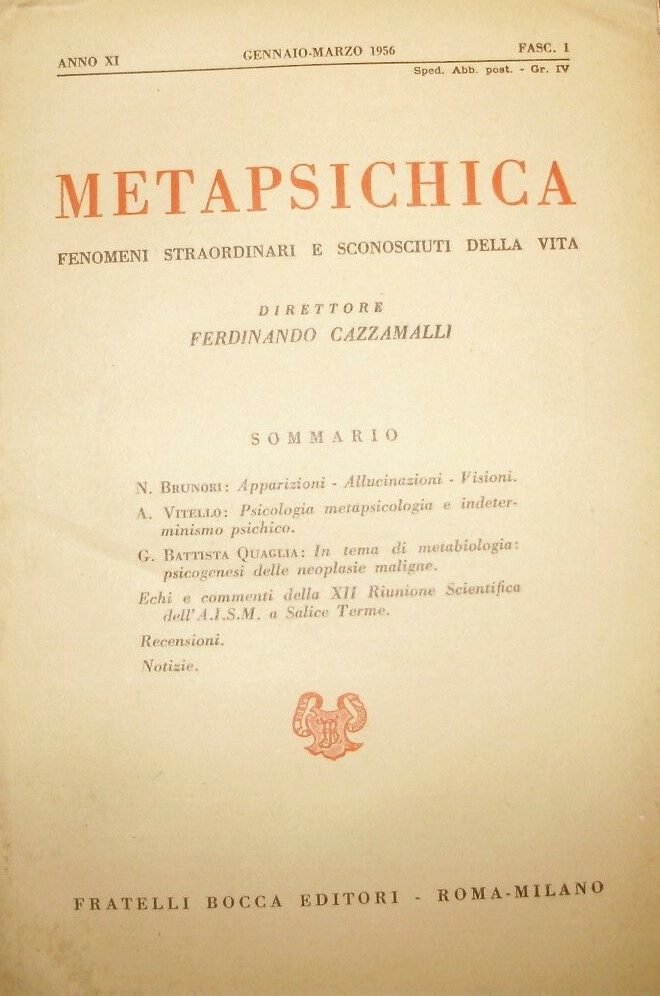 ANNO XI GENNAIO-MARZO 1956 FASC. 1
Sped. Abb. post. - Gr. IV
METAPSICHICA
FENOMENI STRAORDINARI E SCONOSCIUTI DELLA VITA
DIRETTORE
FERDINANDO CAZZAMALLI
SOMMARIO
N. BRUNORI: Apparizioni - Allucinazioni - Visioni.
A. VITELLO: Psicologia metapsicologia e indeter-
minismo psichico.
G. BATTISTA QUAGLIA: In tema di metabiologia:
psicogenesi delle neoplasie maligne.
Echi e commenti della XII Riunione Scientifica
dell'A.I.S.M. a Salice Terme.
Recensioni.
Notizie.
FRATELLI BOCCA EDITORI - ROMA-MILANO